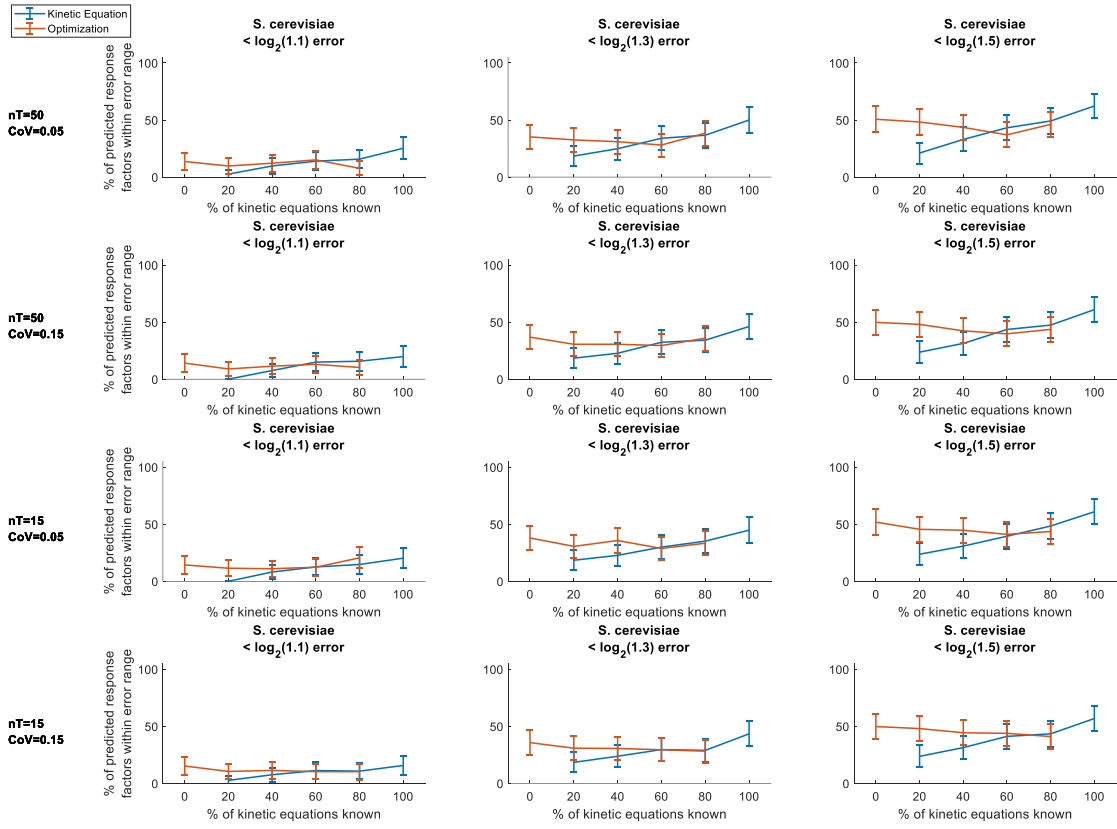 Kinetic Equation
Optimization
nT=50
CoV=0.05
S. cerevisiae
< log2(1.1) error
% of predicted response
factors within error range
100
50
0
0 20 40 60 80 100
% of kinetic equations known
S. cerevisiae
< log2(1.3) error
100
50
0
0 20 40 60 80 100
% of kinetic equations known
S. cerevisiae
< log2(1.5) error
100
50
0
0 20 40 60 80 100
% of kinetic equations known
nT=50
CoV=0.15
S. cerevisiae
< log2(1.1) error
% of predicted response
factors within error range
100
50
0
0 20 40 60 80 100
% of kinetic equations known
S. cerevisiae
< log2(1.3) error
100
50
0
0 20 40 60 80 100
% of kinetic equations known
S. cerevisiae
< log2(1.5) error
100
50
0
0 20 40 60 80 100
% of kinetic equations known
nT=15
CoV=0.05
S. cerevisiae
< log2(1.1) error
% of predicted response
factors within error range
100
50
0
0 20 40 60 80 100
% of kinetic equations known
S. cerevisiae
< log2(1.3) error
100
50
0
0 20 40 60 80 100
% of kinetic equations known
S. cerevisiae
< log2(1.5) error
100
50
0
0 20 40 60 80 100
% of kinetic equations known
nT=15
CoV=0.15
S. cerevisiae
< log2(1.1) error
% of predicted response
factors within error range
100
50
0
0 20 40 60 80 100
% of kinetic equations known
S. cerevisiae
< log2(1.3) error
100
50
0
0 20 40 60 80 100
% of kinetic equations known
S. cerevisiae
< log2(1.5) error
100
50
0
0 20 40 60 80 100
% of kinetic equations known